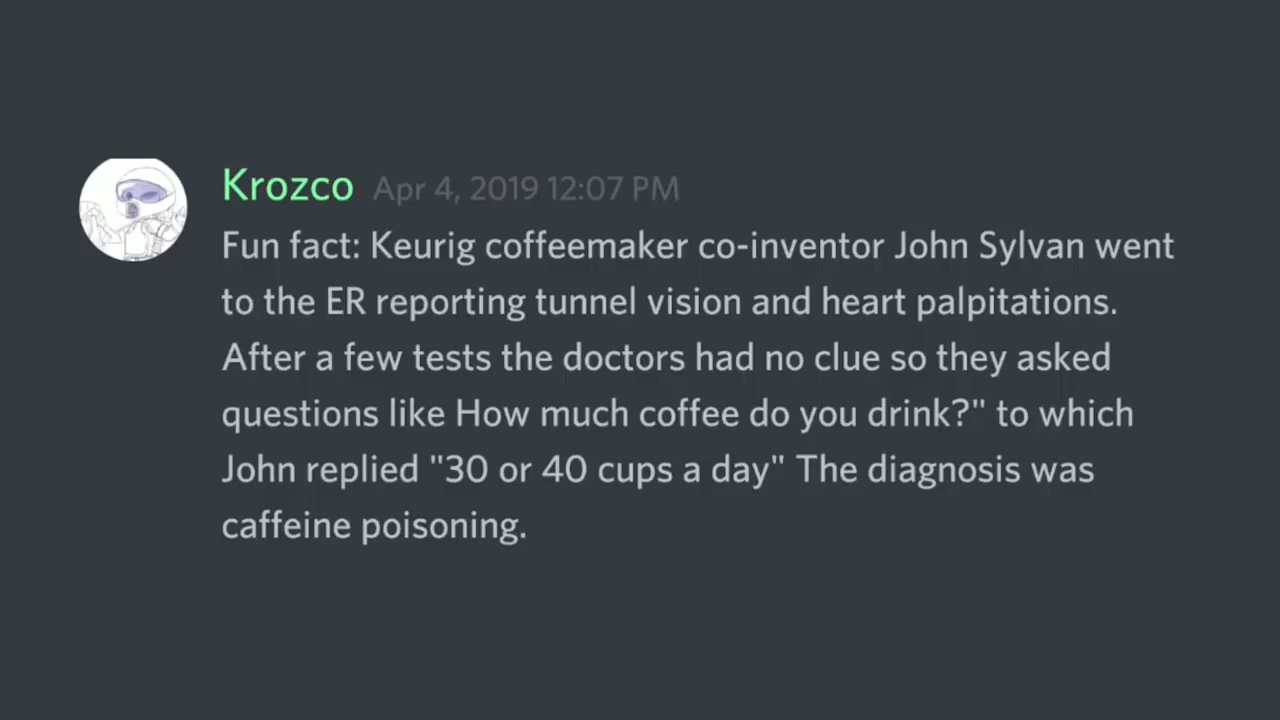 Krozco Apr 4, 2019 12:07 PM
Fun fact: Keurig coffeemaker co-inventor John Sylvan went
to the ER reporting tunnel vision and heart palpitations.
After a few tests the doctors had no clue so they asked
questions like How much coffee do you drink?" to which
John replied "30 or 40 cups a day" The diagnosis was
caffeine poisoning.